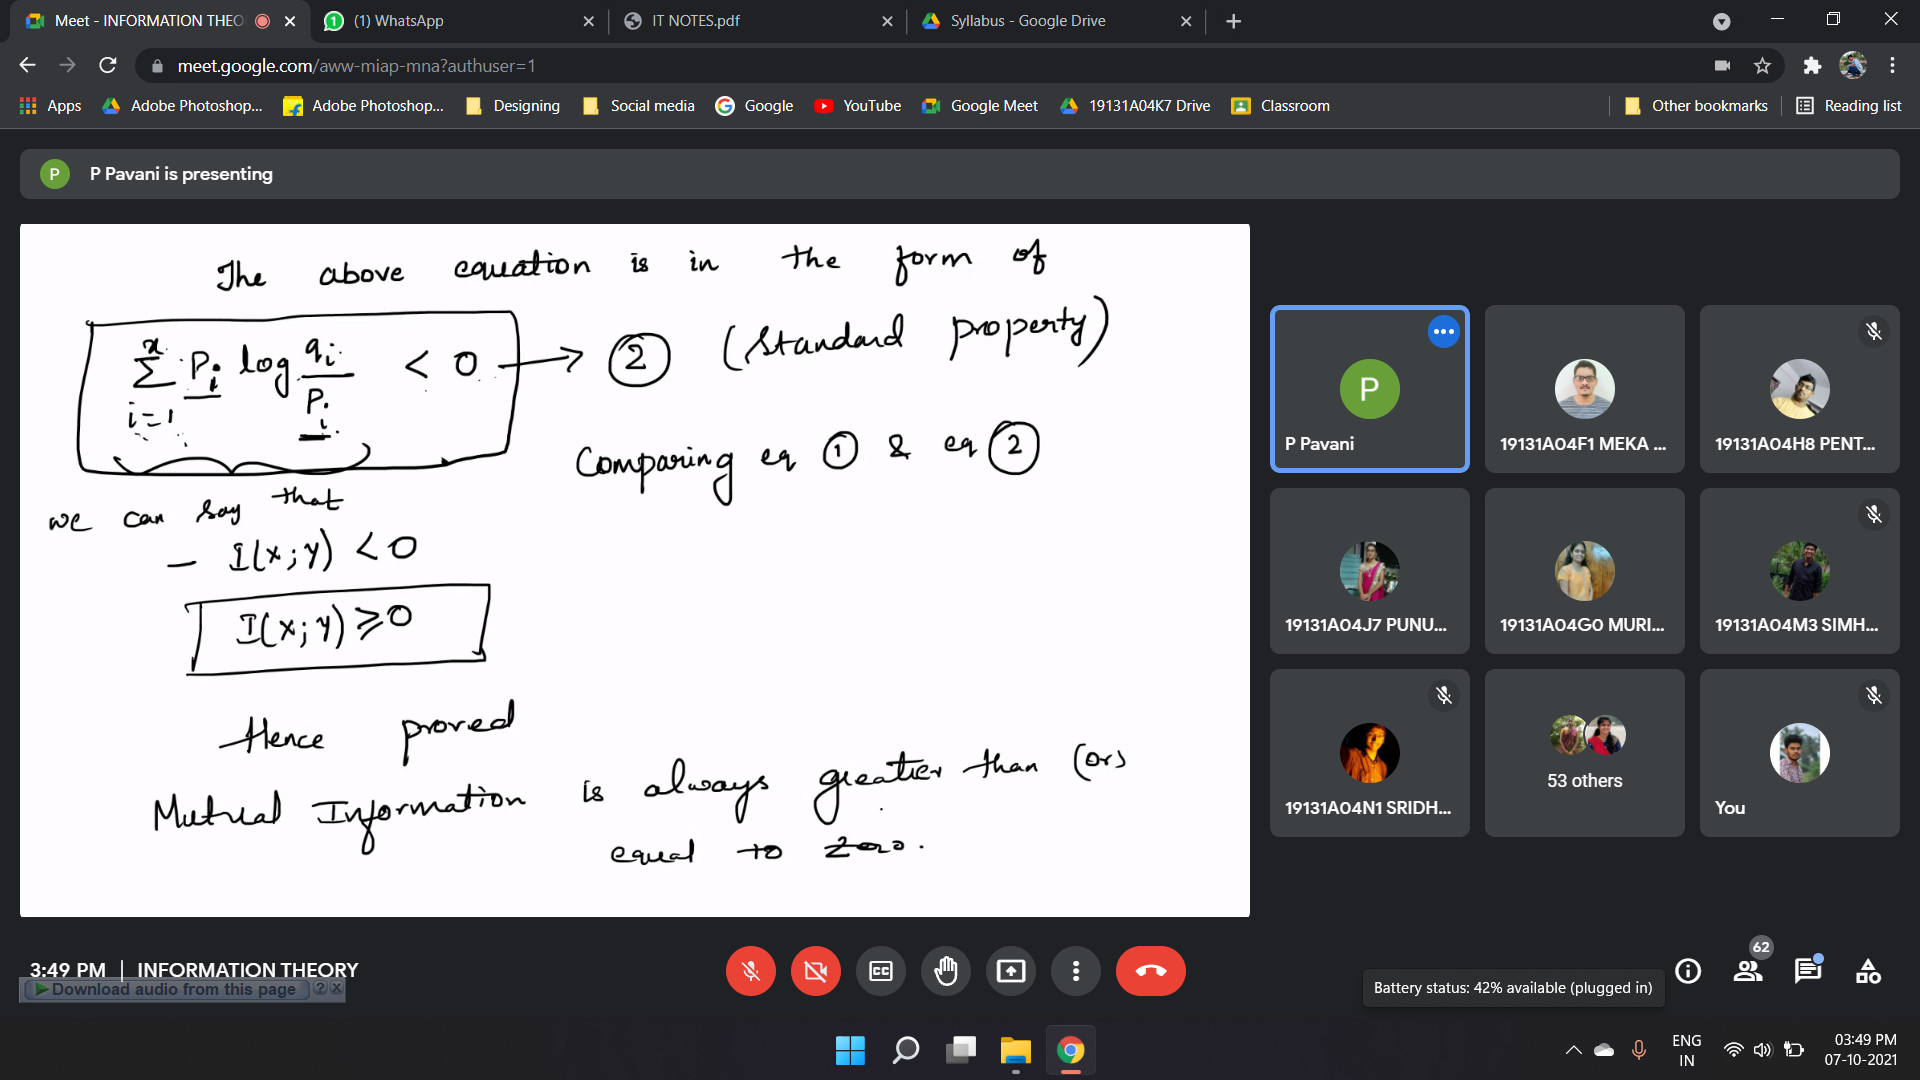 Meet - INFORMATION THEO
(1) WhatsApp
IT NOTES.pdf
Syllabus - Google Drive
meet.google.com/aww-miap-mna?authuser=1
Apps
Adobe Photoshop...
Adobe Photoshop...
Designing
Social media
Google
YouTube
Google Meet
19131A04K7 Drive
Classroom
Other bookmarks
Reading list
P
P Pavani is presenting
The above equation is in the form of
n
∑ Pi log qi/Pi < 0 → 2 (Standard property)
i=1
Comparing eq 1 & eq 2
we can say that
- I(x;y) < 0
I(x;y) ≥ 0
Hence proved
Mutual Information is always greater than (or)
equal to zero.
P
P Pavani
19131A04F1 MEKA ...
19131A04H8 PENT...
19131A04J7 PUNU...
19131A04G0 MURI...
19131A04M3 SIMH...
19131A04N1 SRIDH...
53 others
You
3:49 PM | INFORMATION THEORY
Download audio from this page ? X
CC
62
Battery status: 42% available (plugged in)
ENG
IN
03:49 PM
07-10-2021